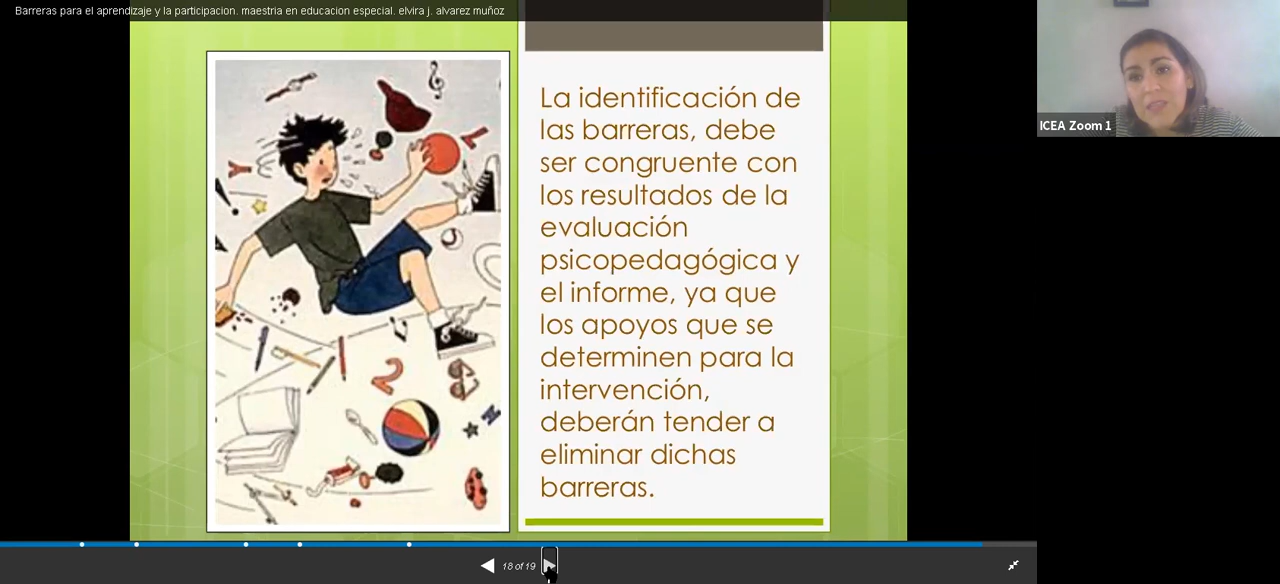 Barreras para el aprendizaje y la participacion. maestria en educacion especial. elvira j. alvarez muñoz
La identificación de
las barreras, debe
ser congruente con
los resultados de la
evaluación
psicopedagógica y
el informe, ya que
los apoyos que se
determinen para la
intervención,
deberán tender a
eliminar dichas
barreras.
2
ICEA Zoom 1
18 of 19